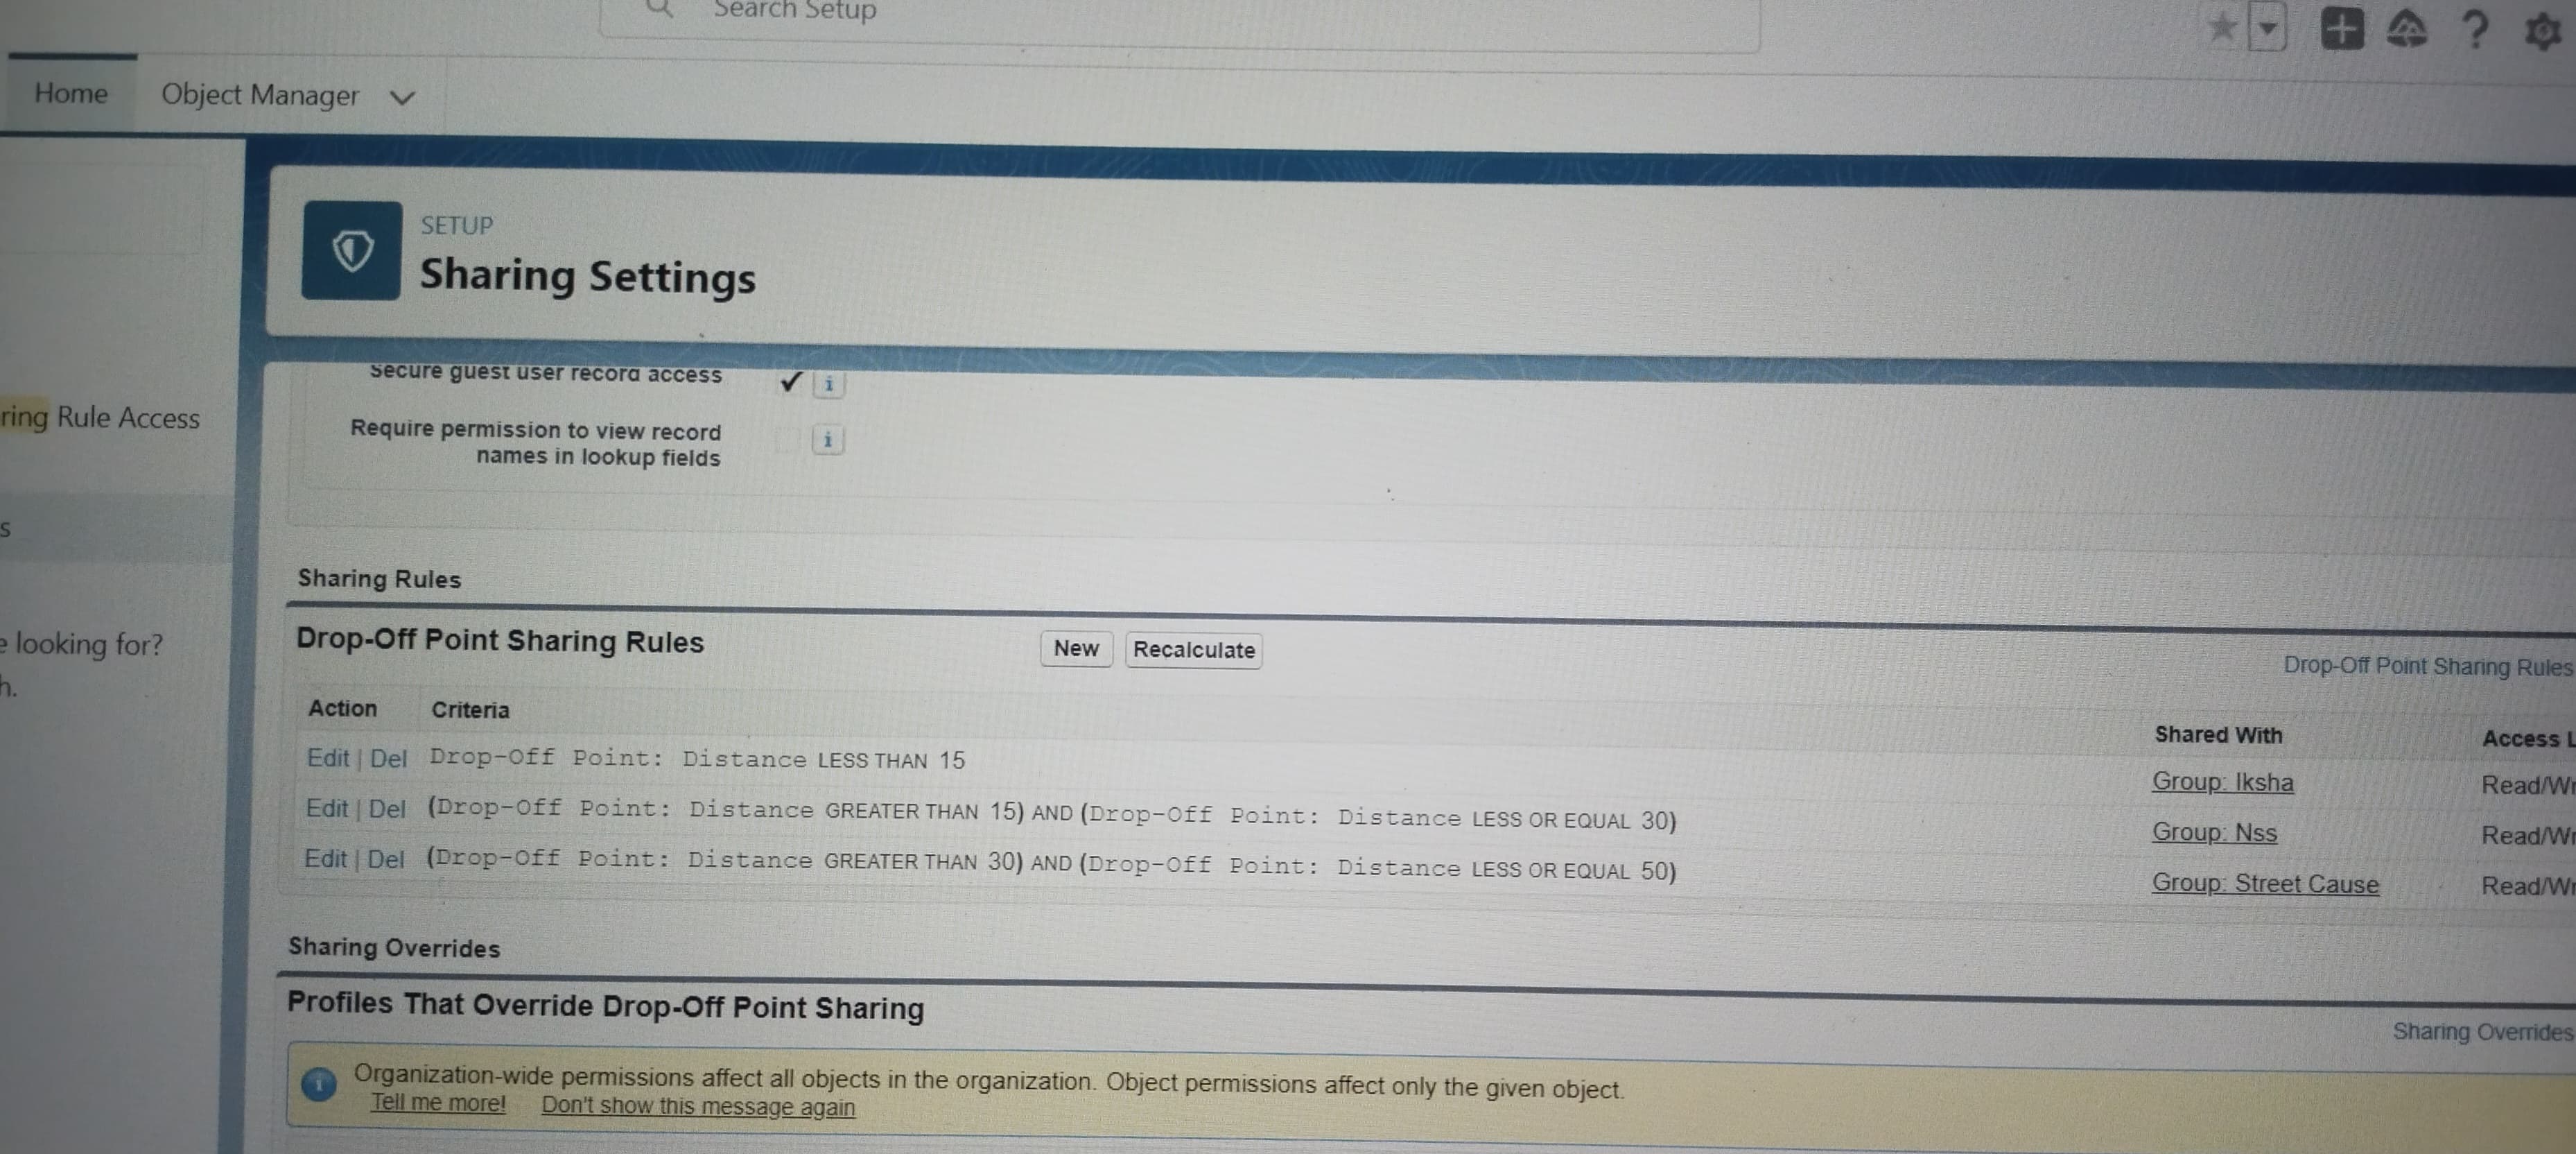 Search Setup
Home
Object Manager
SETUP
Sharing Settings
Secure guest user record access
ring Rule Access
Require permission to view record
names in lookup fields
s
Sharing Rules
e looking for?
h.
Drop-Off Point Sharing Rules
New
Recalculate
Drop-Off Point Sharing Rules
Action Criteria Shared With Access L
Edit | Del Drop-Off Point: Distance LESS THAN 15 Group: Iksha Read/Wr
Edit | Del (Drop-Off Point: Distance GREATER THAN 15) AND (Drop-Off Point: Distance LESS OR EQUAL 30) Group: Nss Read/Wr
Edit | Del (Drop-Off Point: Distance GREATER THAN 30) AND (Drop-Off Point: Distance LESS OR EQUAL 50) Group: Street Cause Read/Wr
Sharing Overrides
Profiles That Override Drop-Off Point Sharing
Sharing Overrides
Organization-wide permissions affect all objects in the organization. Object permissions affect only the given object.
Tell me more! Don't show this message again